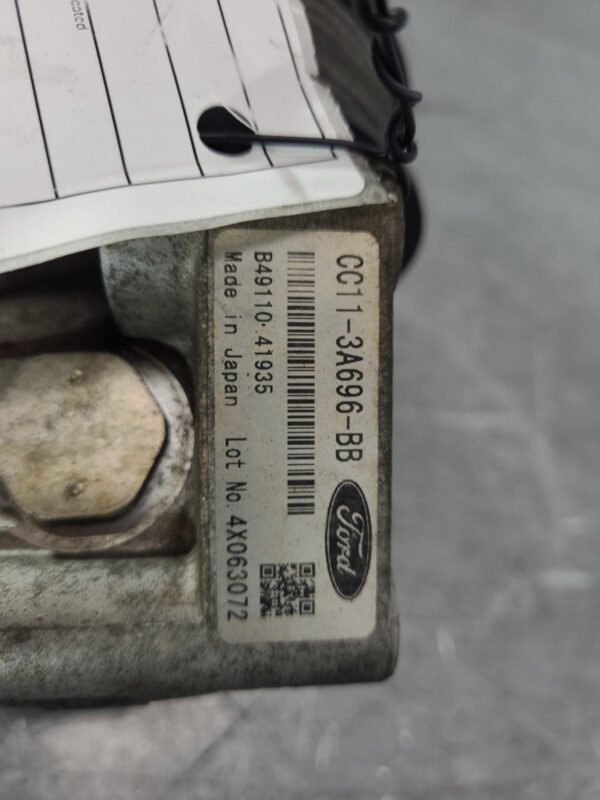 CC11-3A696-BB
Ford
B49110-41935
Made in Japan Lot No. 4X063072